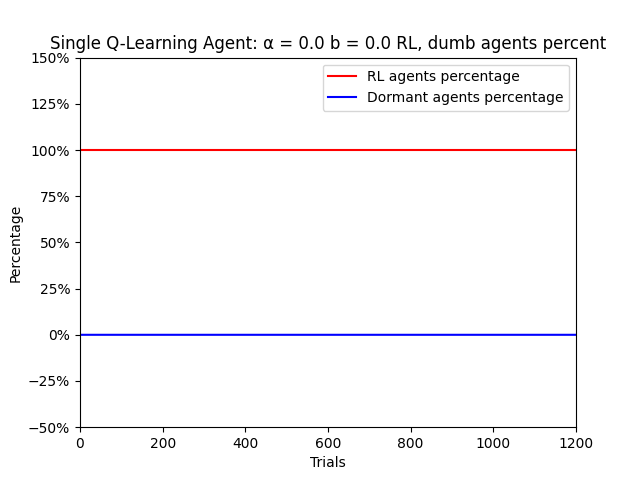 Single Q-Learning Agent: α = 0.0 b = 0.0 RL, dumb agents percent
150%
125%
100%
75%
50%
25%
0%
−25%
−50%
Percentage
RL agents percentage
Dormant agents percentage
0 200 400 600 800 1000 1200
Trials